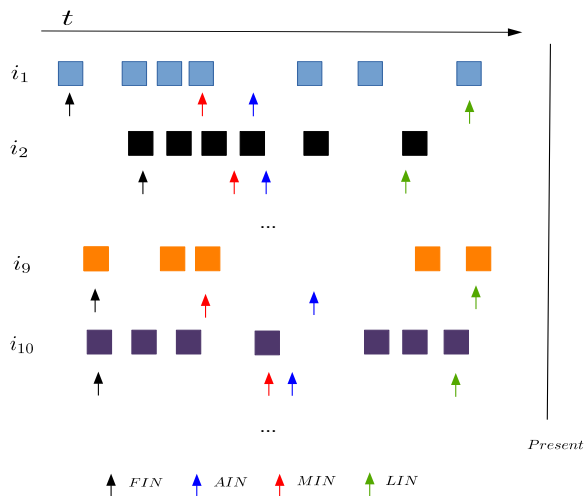 t
i1
i2
...
i9
i10
...
Present
FIN AIN MIN LIN